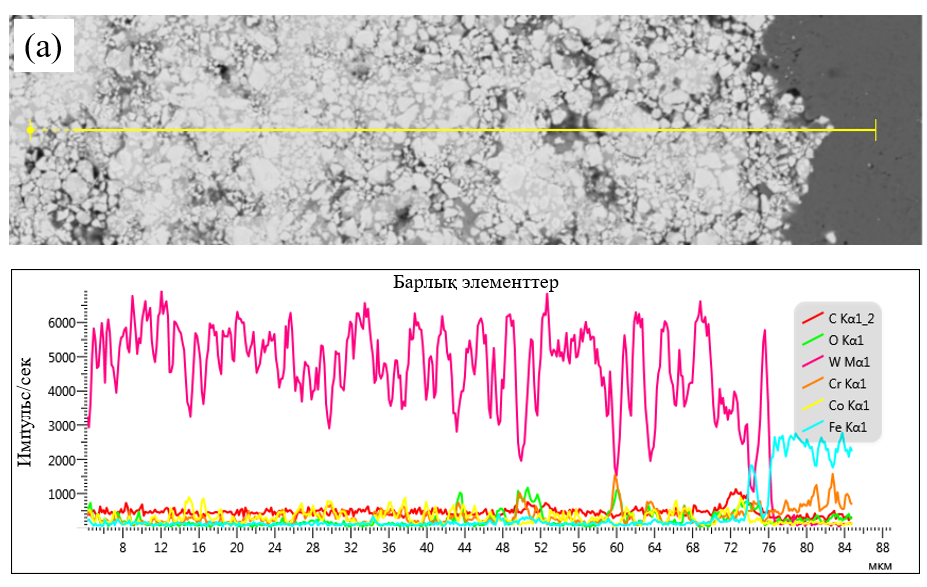 (a)
Барлық элементтер
Импульс/сек
6000
5000
4000
3000
2000
1000
C Kα1_2
O Kα1
W Mα1
Cr Kα1
Co Kα1
Fe Kα1
8 12 16 20 24 28 32 36 40 44 48 52 56 60 64 68 72 76 80 84 88
мкм